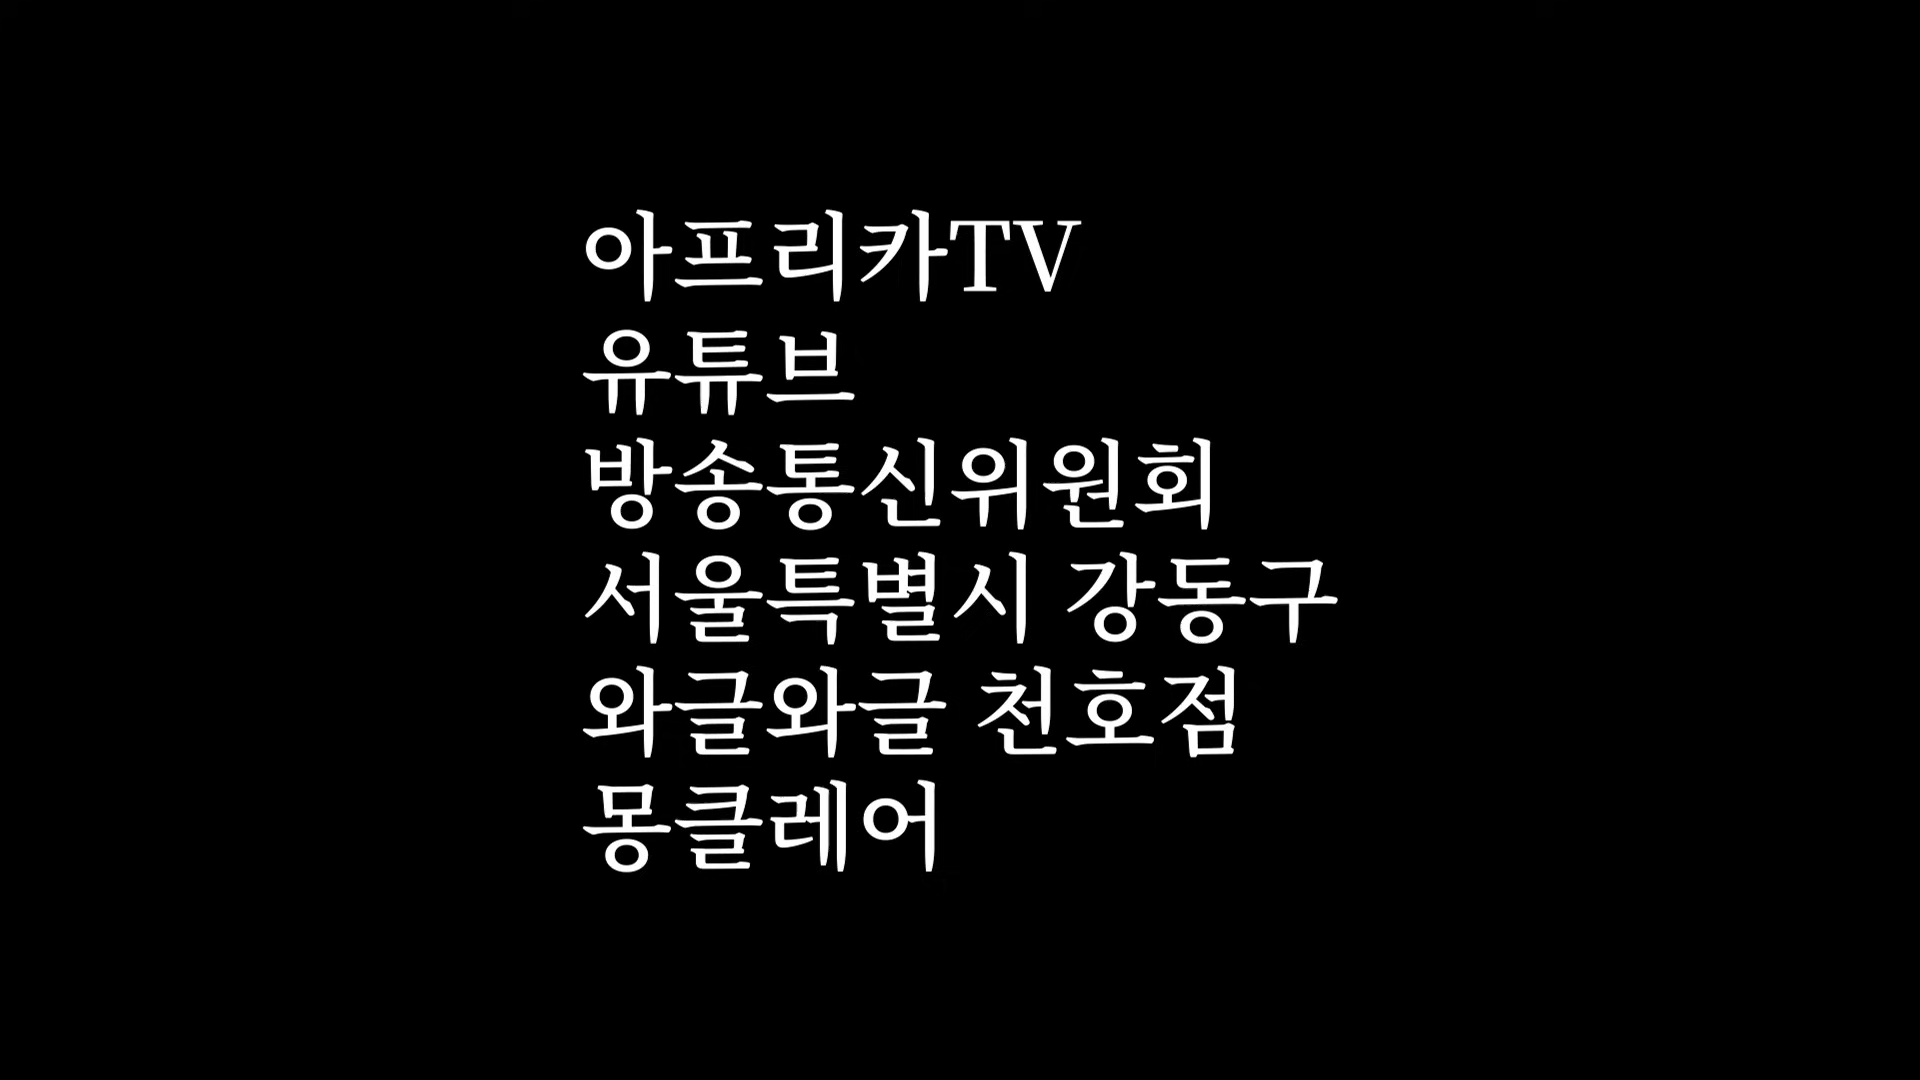 아프리카TV
유튜브
방송통신위원회
서울특별시 강동구
와글와글 천호점
몽클레어